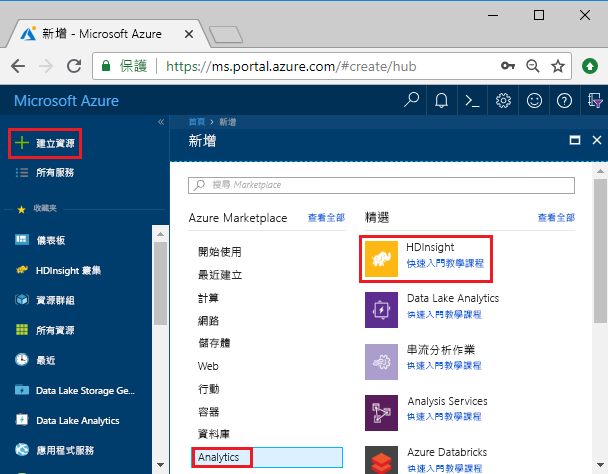 新增 - Microsoft Azure
保護 https://ms.portal.azure.com/#create/hub
Microsoft Azure
建立資源
所有服務
收藏夾
儀表板
HDInsight 叢集
資源群組
所有資源
最近
Data Lake Storage Ge...
Data Lake Analytics
應用程式服務
首頁 > 新增
新增
搜尋 Marketplace
Azure Marketplace 查看全部
開始使用
最近建立
計算
網路
儲存體
Web
行動
容器
資料庫
Analytics
精選 查看全部
HDInsight
快速入門教學課程
Data Lake Analytics
快速入門教學課程
串流分析作業
快速入門教學課程
Analysis Services
快速入門教學課程
Azure Databricks
快速入門教學課程